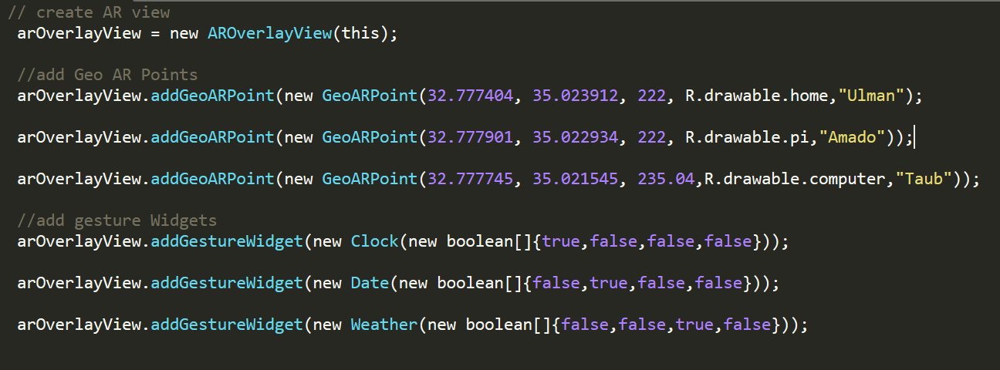 // create AR view
arOverlayView = new AROverlayView(this);
//add Geo AR Points
arOverlayView.addGeoARPoint(new GeoARPoint(32.777404, 35.023912, 222, R.drawable.home,"Ulman");
arOverlayView.addGeoARPoint(new GeoARPoint(32.777901, 35.022934, 222, R.drawable.pi,"Amado"));
arOverlayView.addGeoARPoint(new GeoARPoint(32.777745, 35.021545, 235.04,R.drawable.computer,"Taub"));
//add gesture Widgets
arOverlayView.addGestureWidget(new Clock(new boolean[]{true,false,false,false}));
arOverlayView.addGestureWidget(new Date(new boolean[]{false,true,false,false}));
arOverlayView.addGestureWidget(new Weather(new boolean[]{false,false,true,false}));